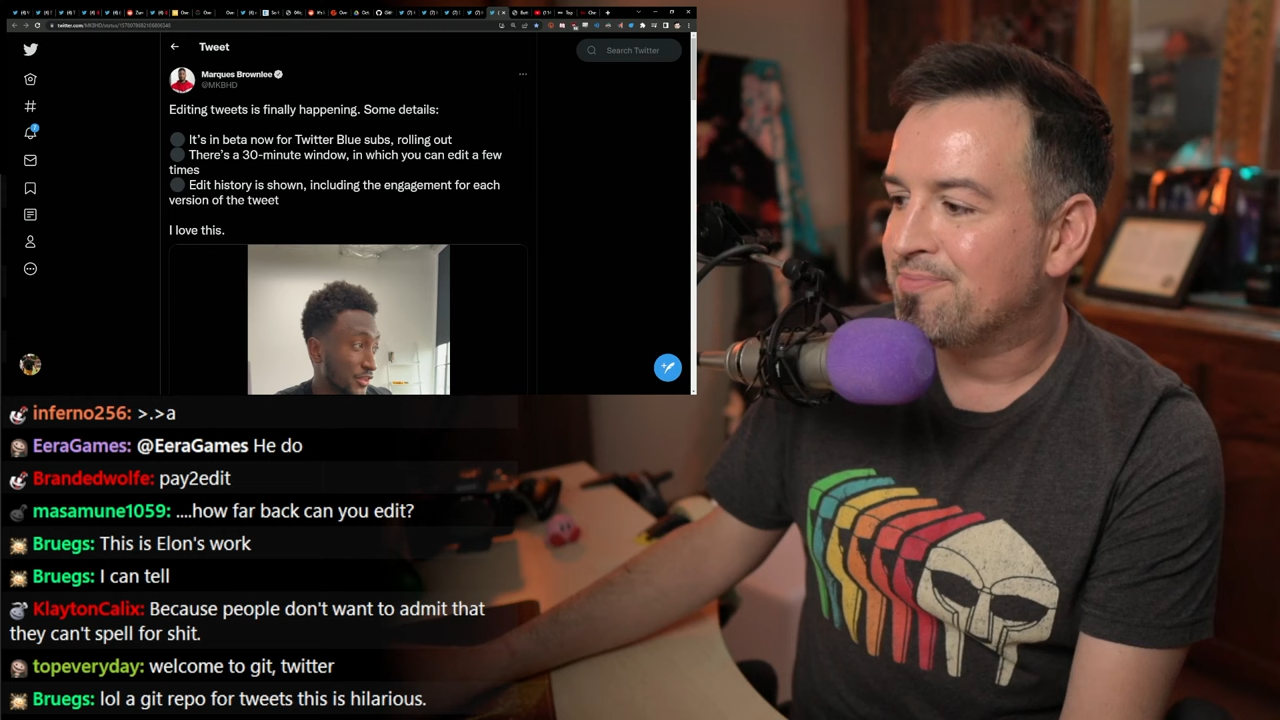 Tweet
Search Twitter
Marques Brownlee
@MKBHD
Editing tweets is finally happening. Some details:
It's in beta now for Twitter Blue subs, rolling out
There's a 30-minute window, in which you can edit a few
times
Edit history is shown, including the engagement for each
version of the tweet
I love this.
inferno256: >.>a
EeraGames: @EeraGames He do
Brandedwolfe: pay2edit
masamune1059: ....how far back can you edit?
Bruegs: This is Elon's work
Bruegs: I can tell
KlaytonCalix: Because people don't want to admit that
they can't spell for shit.
topeveryday: welcome to git, twitter
Bruegs: lol a git repo for tweets this is hilarious.